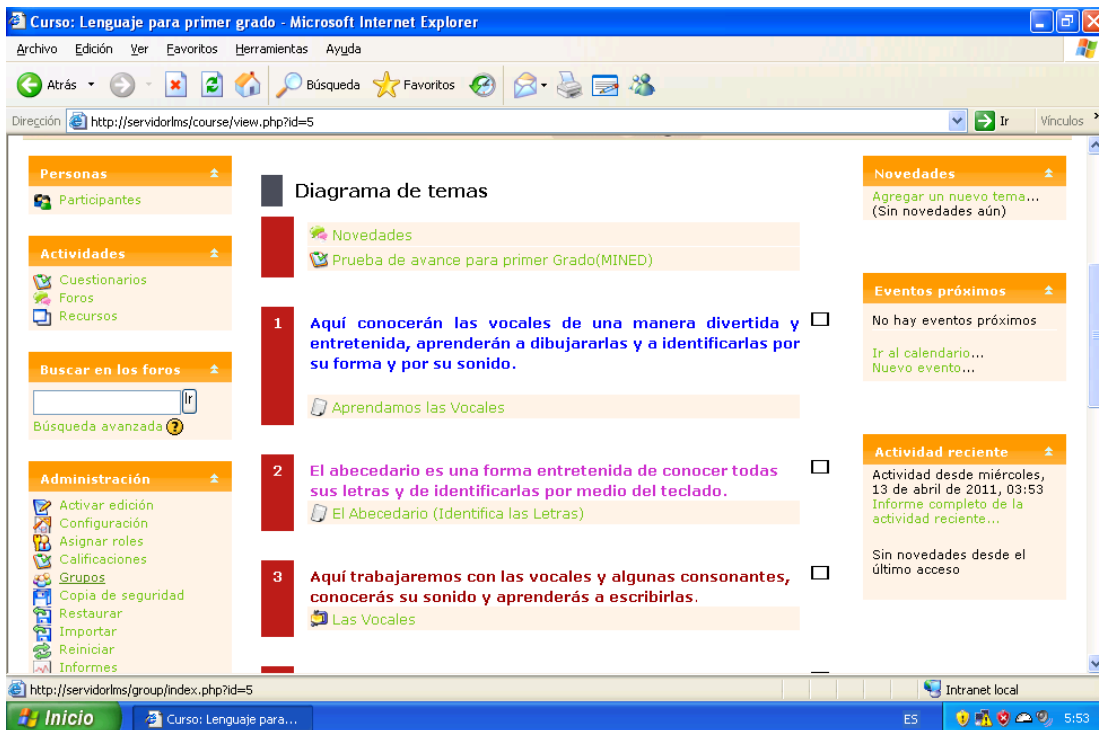 Curso: Lenguaje para primer grado - Microsoft Internet Explorer
Archivo Edición Ver Favoritos Herramientas Ayuda
Atrás Búsqueda Favoritos
Dirección http://servidorlms/course/view.php?id=5 Ir Vínculos
Personas
Participantes
Actividades
Cuestionarios
Foros
Recursos
Buscar en los foros
Ir
Búsqueda avanzada ?
Administración
Activar edición
Configuración
Asignar roles
Calificaciones
Grupos
Copia de seguridad
Restaurar
Importar
Reiniciar
Informes
Diagrama de temas
Novedades
Prueba de avance para primer Grado(MINED)
1
Aquí conocerán las vocales de una manera divertida y
entretenida, aprenderán a dibujararlas y a identificarlas por
su forma y por su sonido.
Aprendamos las Vocales
2
El abecedario es una forma entretenida de conocer todas
sus letras y de identificarlas por medio del teclado.
El Abecedario (Identifica las Letras)
3
Aquí trabajaremos con las vocales y algunas consonantes,
conocerás su sonido y aprenderás a escribirlas.
Las Vocales
Novedades
Agregar un nuevo tema...
(Sin novedades aún)
Eventos próximos
No hay eventos próximos
Ir al calendario...
Nuevo evento...
Actividad reciente
Actividad desde miércoles,
13 de abril de 2011, 03:53
Informe completo de la
actividad reciente...
Sin novedades desde el
último acceso
http://servidorlms/group/index.php?id=5 Intranet local
Inicio Curso: Lenguaje para... ES 5:53